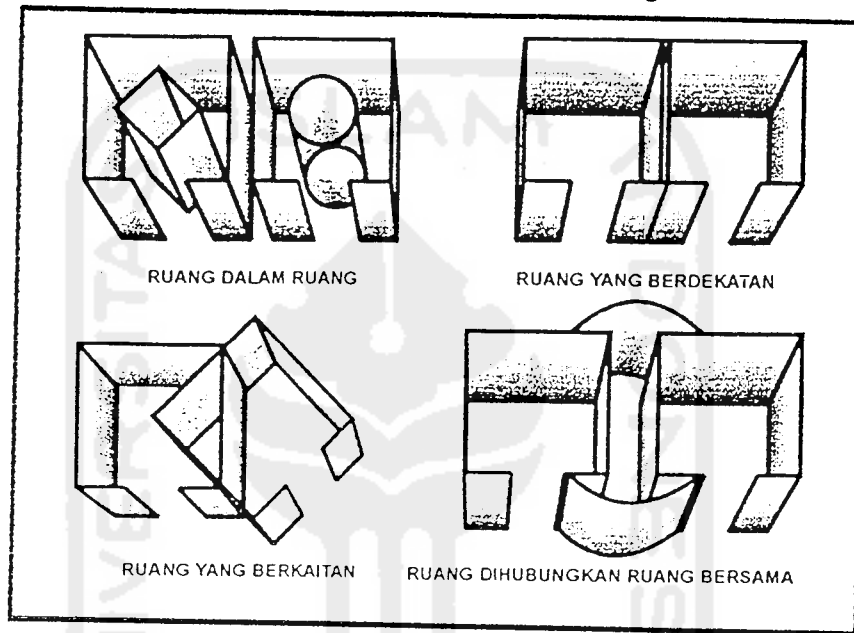 RUANG DALAM RUANG
RUANG YANG BERDEKATAN
RUANG YANG BERKAITAN
RUANG DIHUBUNGKAN RUANG BERSAMA